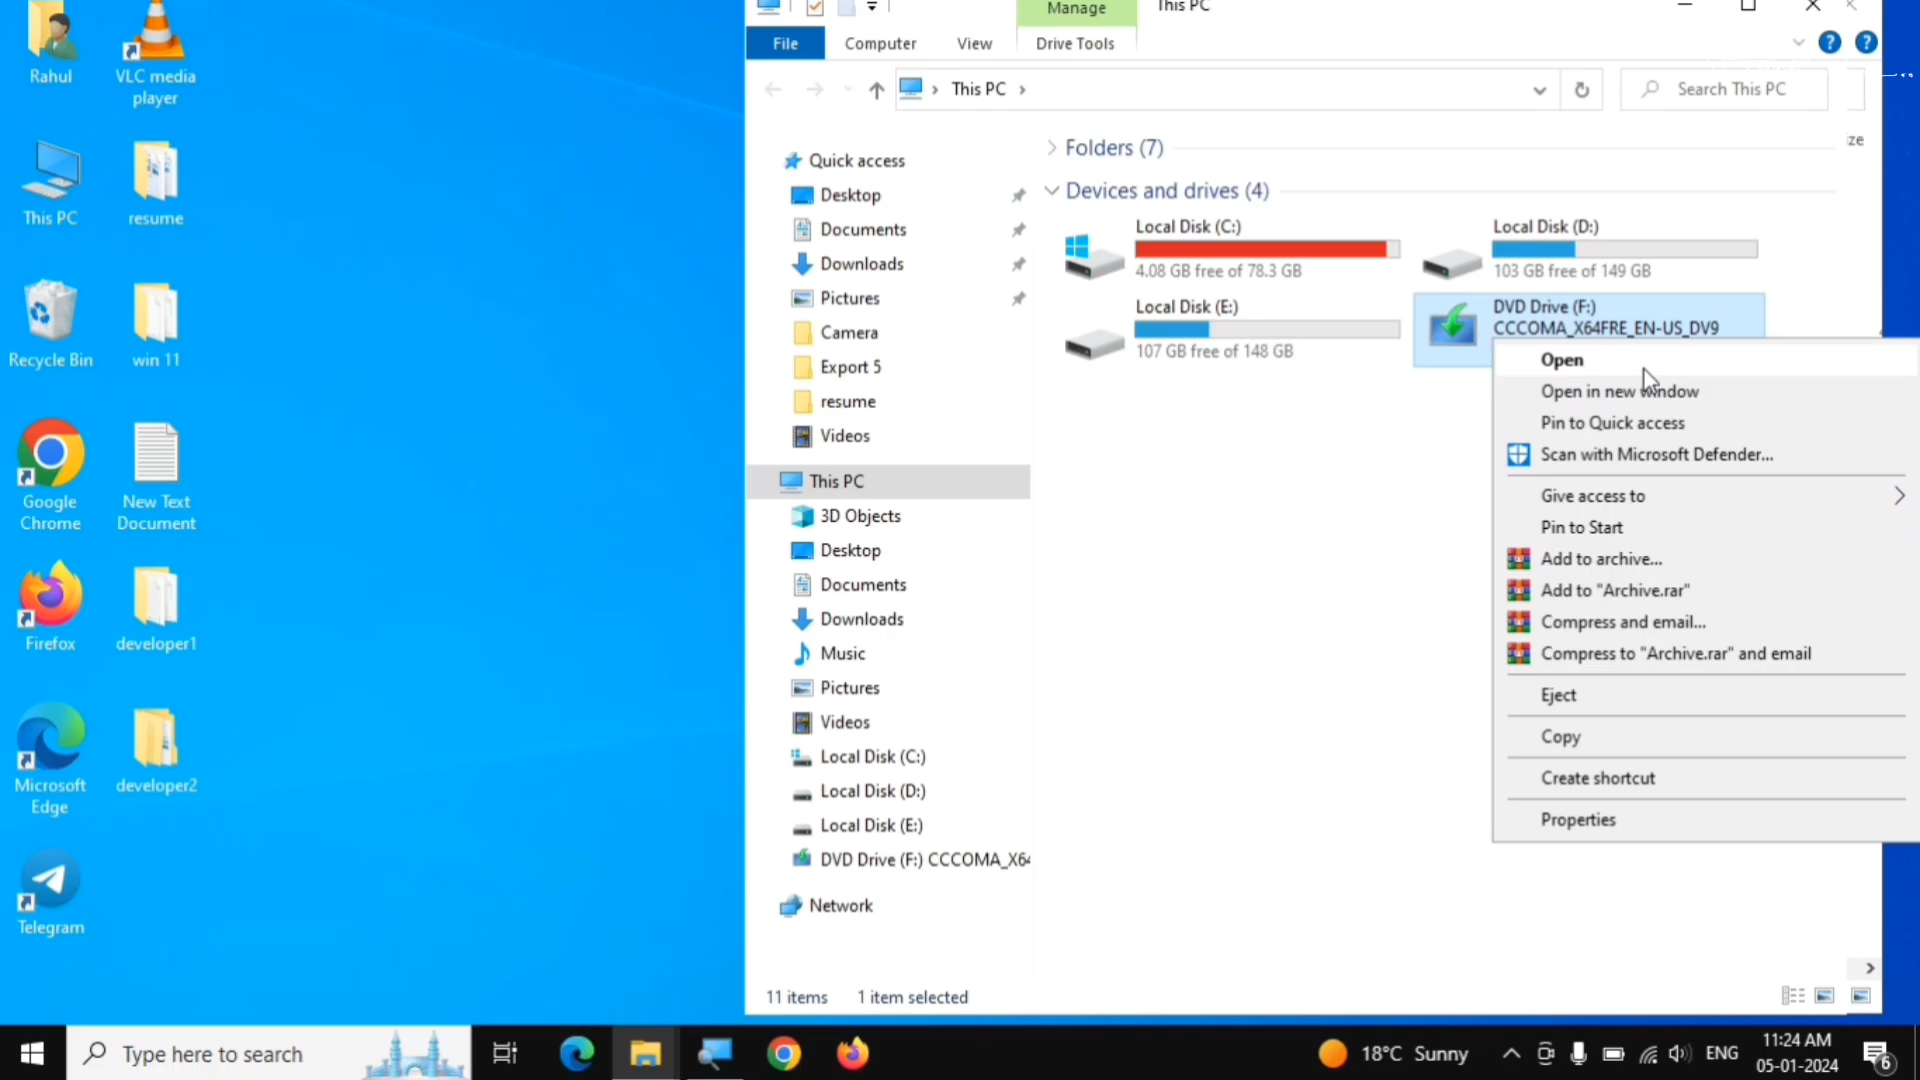 Rahul
VLC media
player
This PC
resume
Recycle Bin
win 11
Google
Chrome
New Text
Document
Firefox
developer1
Microsoft
Edge
developer2
Telegram
Manage
This PC
File
Computer
View
Drive Tools
This PC
Search This PC
Quick access
Desktop
Documents
Downloads
Pictures
Camera
Export 5
resume
Videos
This PC
3D Objects
Desktop
Documents
Downloads
Music
Pictures
Videos
Local Disk (C:)
Local Disk (D:)
Local Disk (E:)
DVD Drive (F:) CCCOMA_X64
Network
Folders (7)
ze
Devices and drives (4)
Local Disk (C:)
4.08 GB free of 78.3 GB
Local Disk (D:)
103 GB free of 149 GB
Local Disk (E:)
107 GB free of 148 GB
DVD Drive (F:)
CCCOMA_X64FRE_EN-US_DV9
Open
Open in new window
Pin to Quick access
Scan with Microsoft Defender...
Give access to
Pin to Start
Add to archive...
Add to "Archive.rar"
Compress and email...
Compress to "Archive.rar" and email
Eject
Copy
Create shortcut
Properties
11 items 1 item selected
Type here to search
18°C Sunny
ENG
11:24 AM
05-01-2024
6